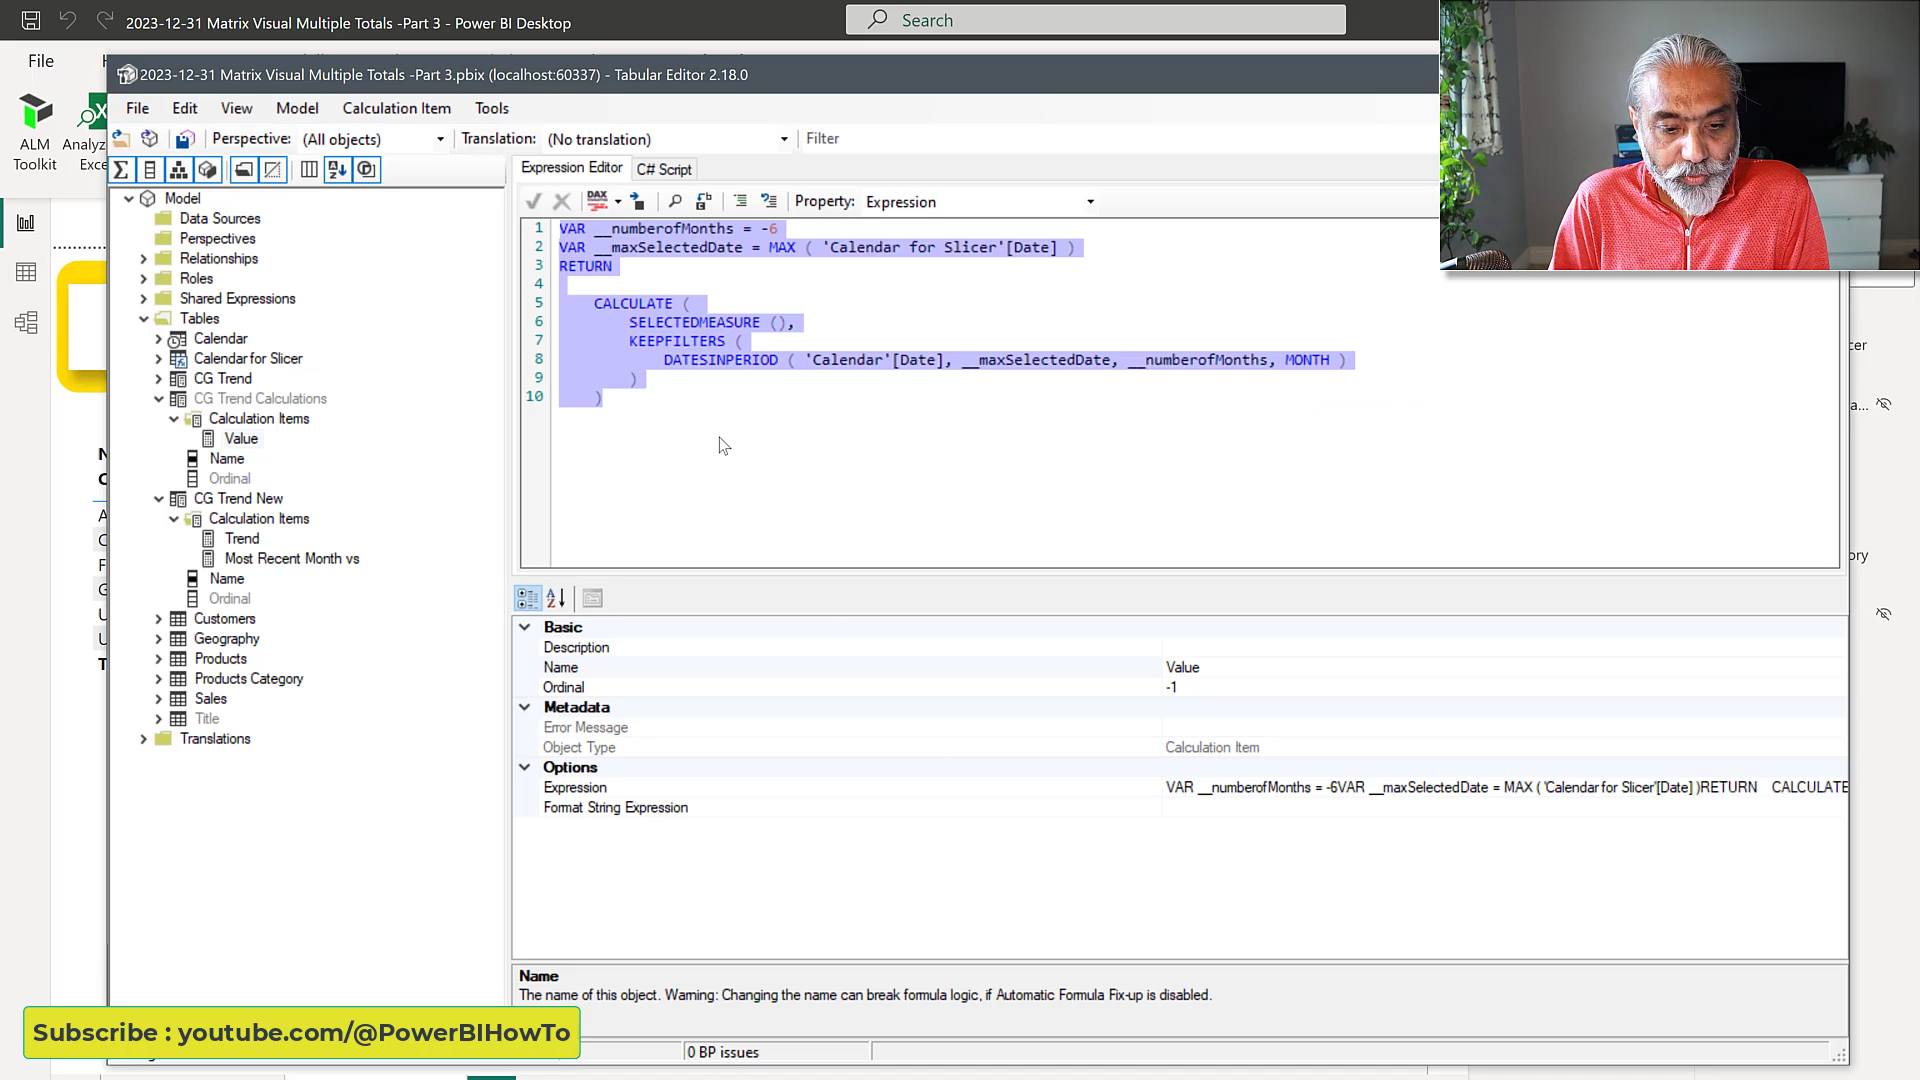 2023-12-31 Matrix Visual Multiple Totals -Part 3 - Power BI Desktop
Search
File
2023-12-31 Matrix Visual Multiple Totals -Part 3.pbix (localhost:60337) - Tabular Editor 2.18.0
File Edit View Model Calculation Item Tools
ALM Toolkit
Perspective: (All objects) Translation: (No translation) Filter
Expression Editor C# Script
DAX Property: Expression
1 VAR __numberofMonths = -6
2 VAR __maxSelectedDate = MAX ( 'Calendar for Slicer'[Date] )
3 RETURN
4
5 CALCULATE (
6 SELECTEDMEASURE (),
7 KEEPFILTERS (
8 DATESINPERIOD ( 'Calendar'[Date], __maxSelectedDate, __numberofMonths, MONTH )
9 )
10 )
Model
Data Sources
Perspectives
Relationships
Roles
Shared Expressions
Tables
Calendar
Calendar for Slicer
CG Trend
CG Trend Calculations
Calculation Items
Value
Name
Ordinal
CG Trend New
Calculation Items
Trend
Most Recent Month vs
Name
Ordinal
Customers
Geography
Products
Products Category
Sales
Title
Translations
Basic
Description
Name Value
Ordinal -1
Metadata
Error Message
Object Type Calculation Item
Options
Expression VAR __numberofMonths = -6VAR __maxSelectedDate = MAX ( 'Calendar for Slicer'[Date] )RETURN CALCULATE
Format String Expression
Name
The name of this object. Warning: Changing the name can break formula logic, if Automatic Formula Fix-up is disabled.
Subscribe : youtube.com/@PowerBIHowTo
0 BP issues